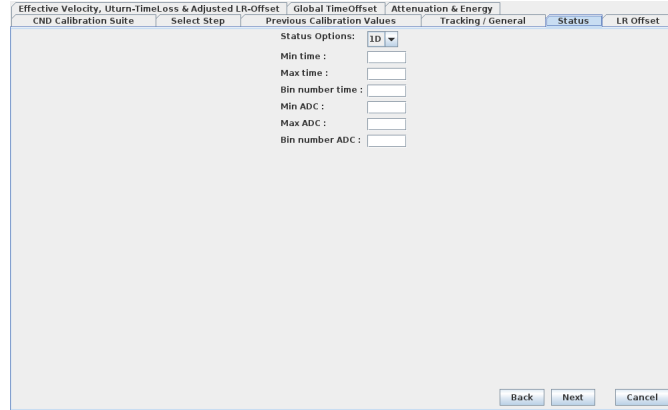 Effective Velocity, Uturn-TimeLoss & Adjusted LR-Offset Global TimeOffset Attenuation & Energy
CND Calibration Suite Select Step Previous Calibration Values Tracking / General Status LR Offset
Status Options: 1D
Min time :
Max time :
Bin number time :
Min ADC :
Max ADC :
Bin number ADC :
Back Next Cancel